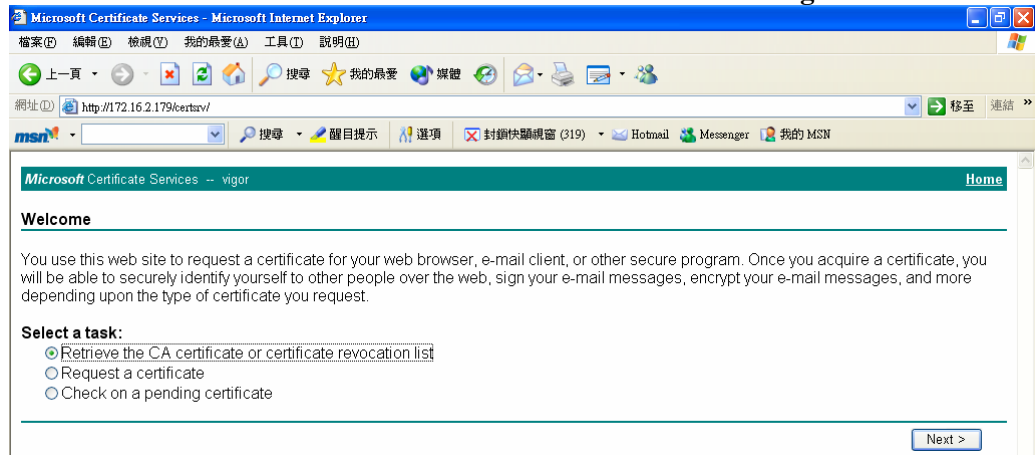 Microsoft Certificate Services - Microsoft Internet Explorer
檔案(F) 編輯(E) 檢視(V) 我的最愛(A) 工具(T) 說明(H)
上一頁 搜尋 我的最愛 媒體
網址(D) http://172.16.2.179/certsrv/ 移至 連結 »
msn 搜尋 醒目提示 選項 封鎖快顯視窗 (319) Hotmail Messenger 我的 MSN
Microsoft Certificate Services -- vigor Home
Welcome
You use this web site to request a certificate for your web browser, e-mail client, or other secure program. Once you acquire a certificate, you
will be able to securely identify yourself to other people over the web, sign your e-mail messages, encrypt your e-mail messages, and more
depending upon the type of certificate you request.
Select a task:
Retrieve the CA certificate or certificate revocation list
Request a certificate
Check on a pending certificate
Next >